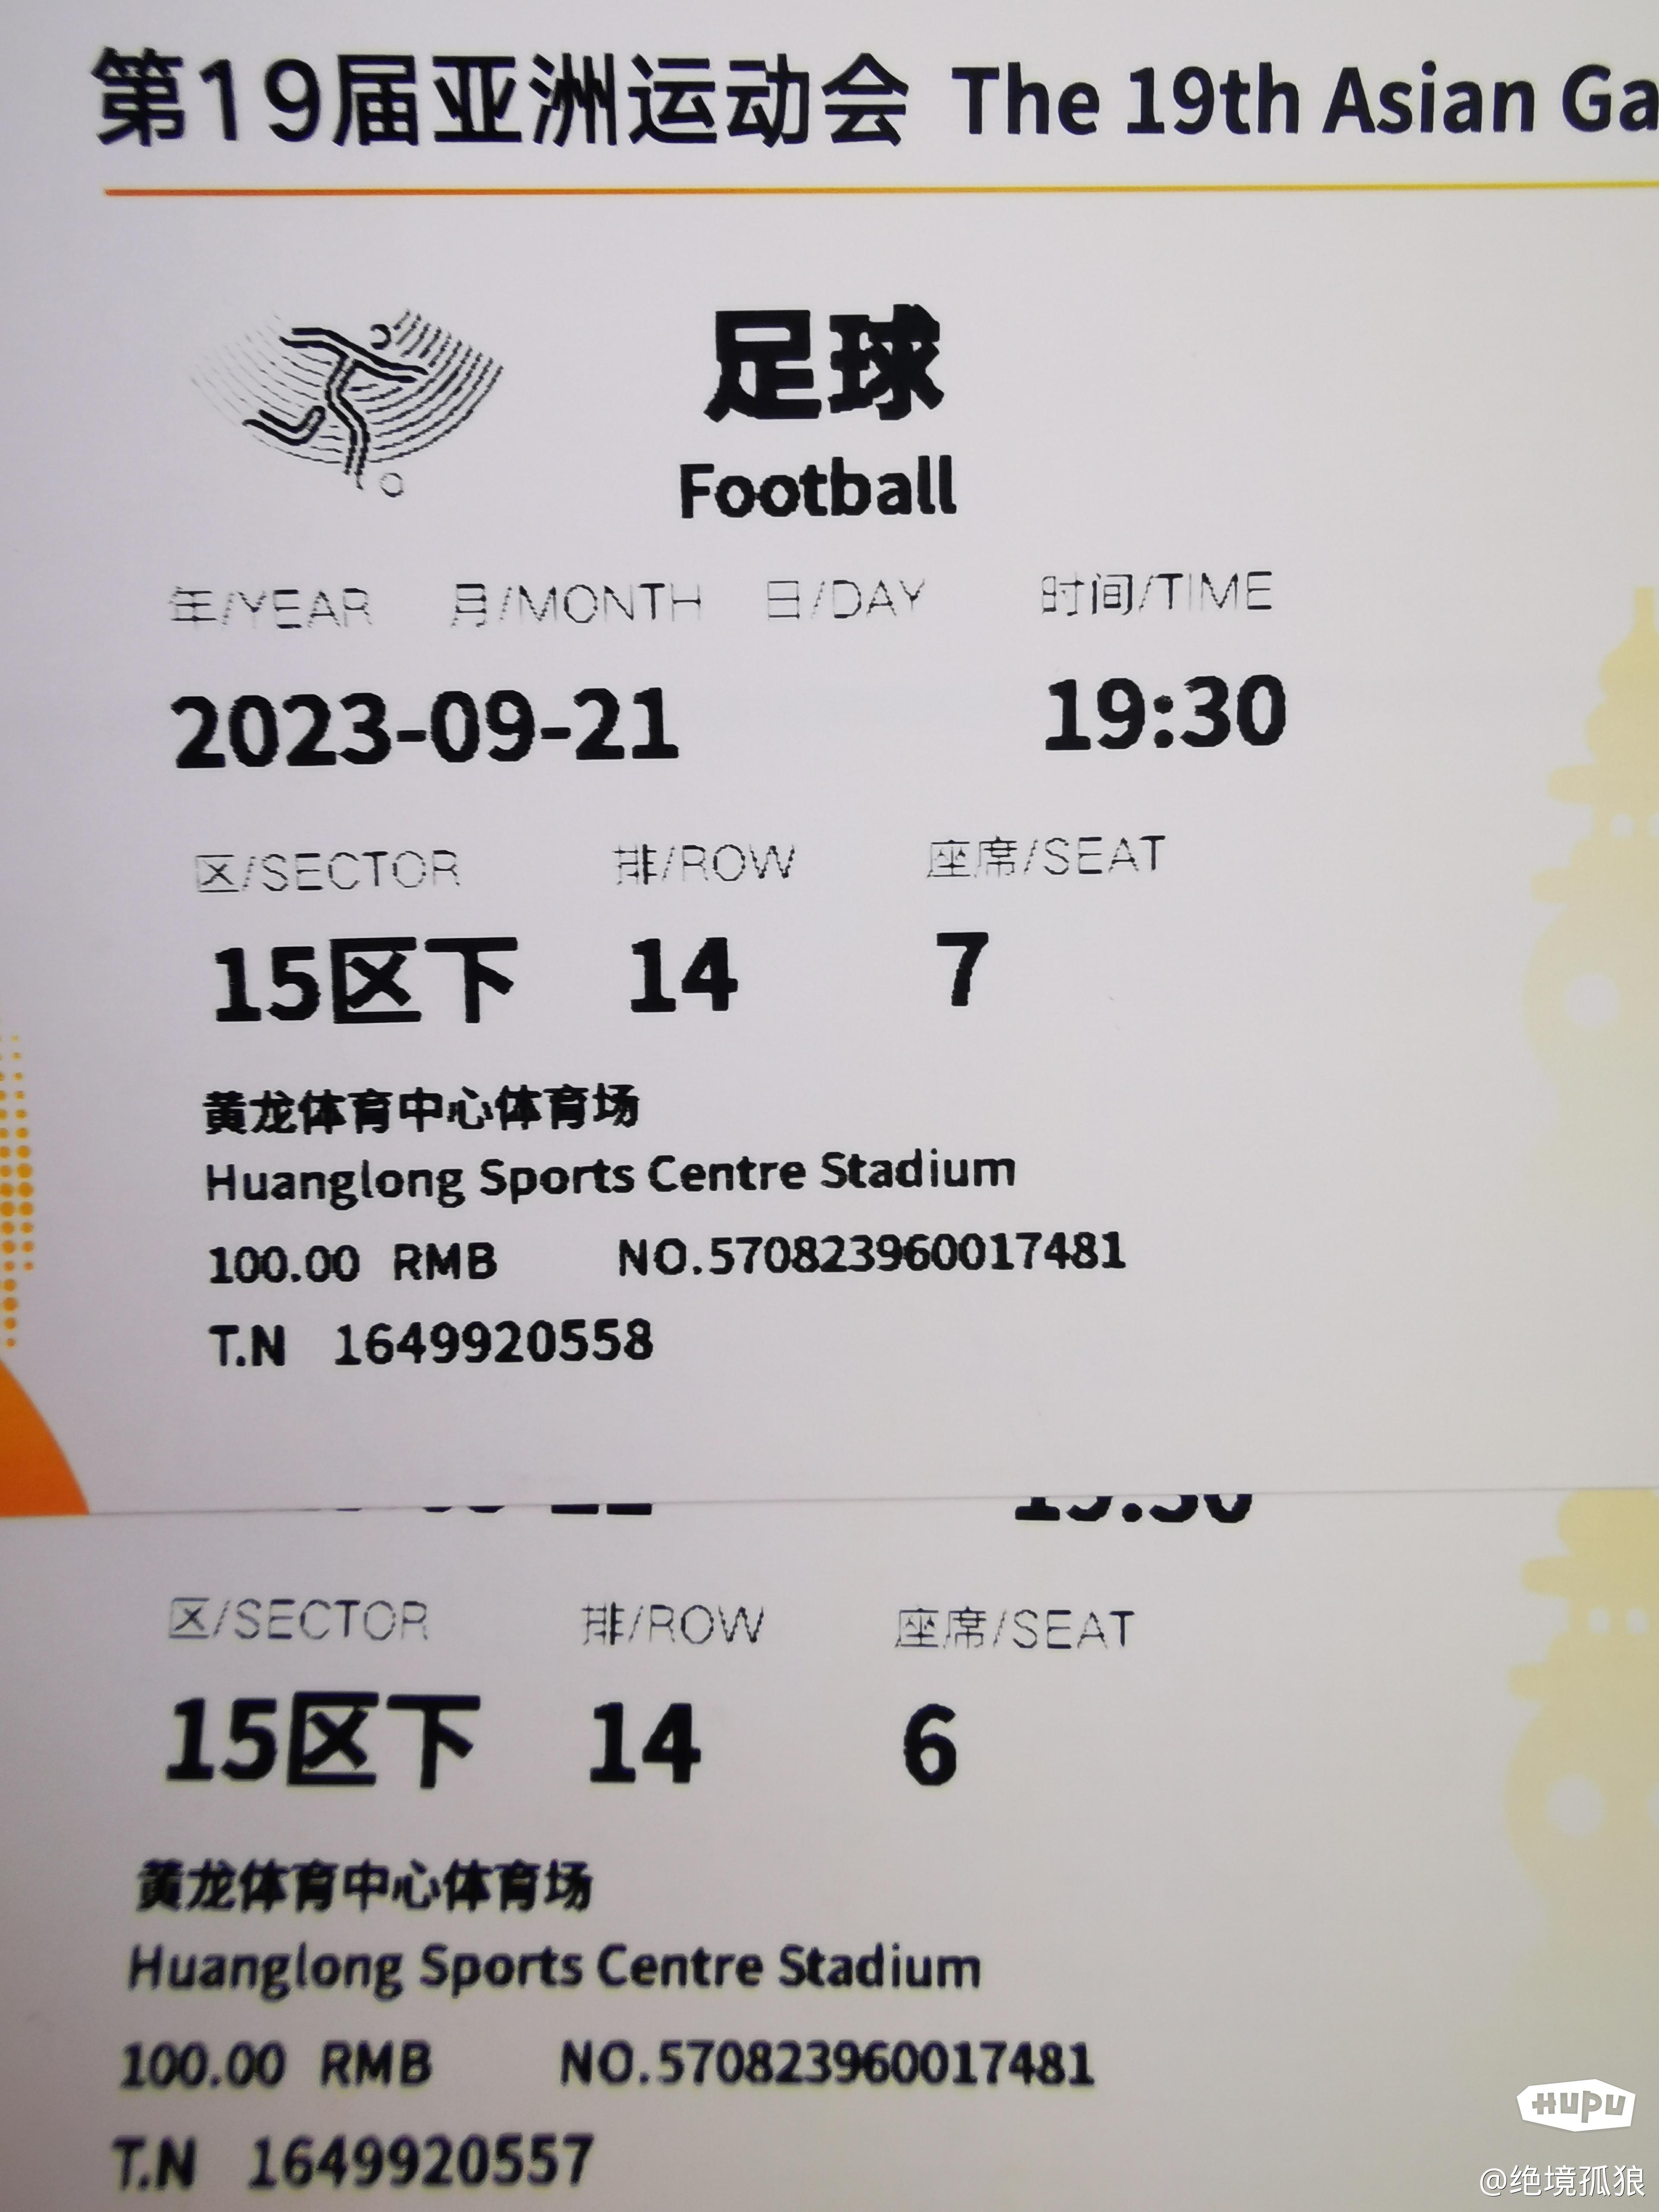 第19届亚洲运动会 The 19th Asian Ga
足球
Football
年/YEAR 月/MONTH 日/DAY 时间/TIME
2023-09-21 19:30
区/SECTOR 排/ROW 座席/SEAT
15区下 14 7
黄龙体育中心体育场
Huanglong Sports Centre Stadium
100.00 RMB NO.570823960017481
T.N 1649920558
区/SECTOR 排/ROW 座席/SEAT
15区下 14 6
黄龙体育中心体育场
Huanglong Sports Centre Stadium
100.00 RMB NO.570823960017481
T.N 1649920557
HUPU
@绝境孤狼